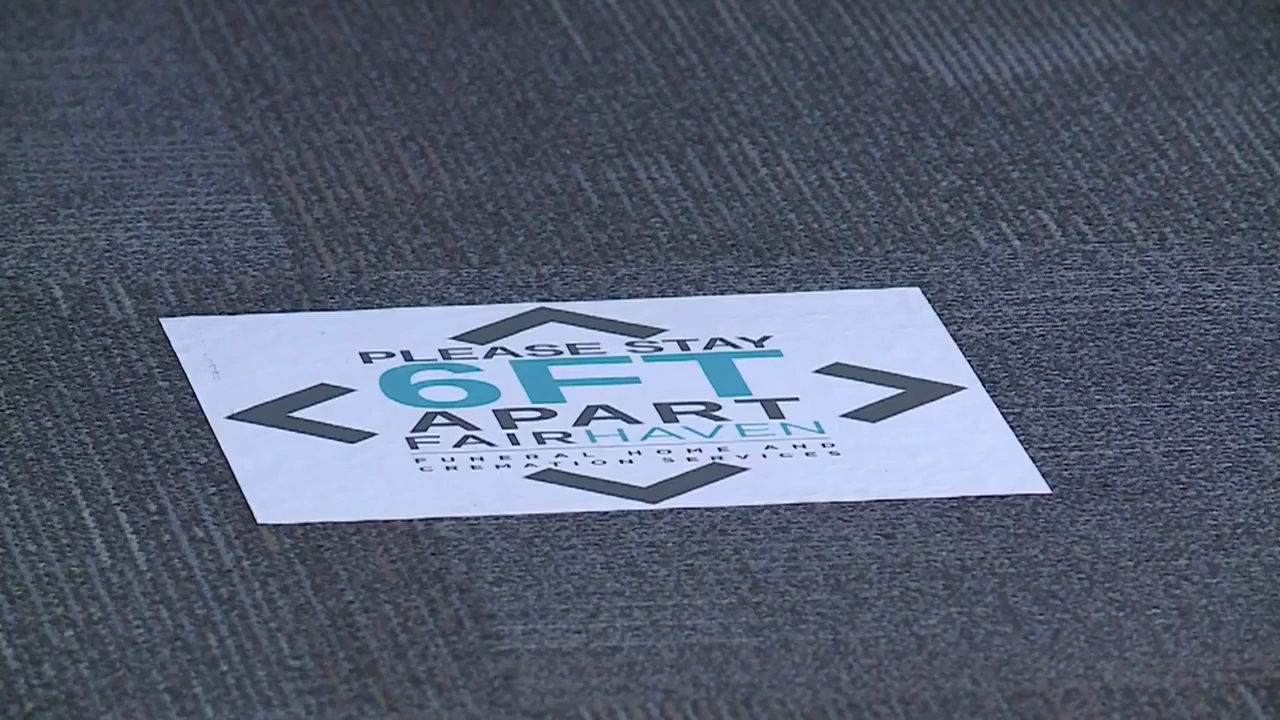 PLEASE STAY
6FT
APART
FAIRHAVEN
FUNERAL HOME AND
CREMATION SERVICES